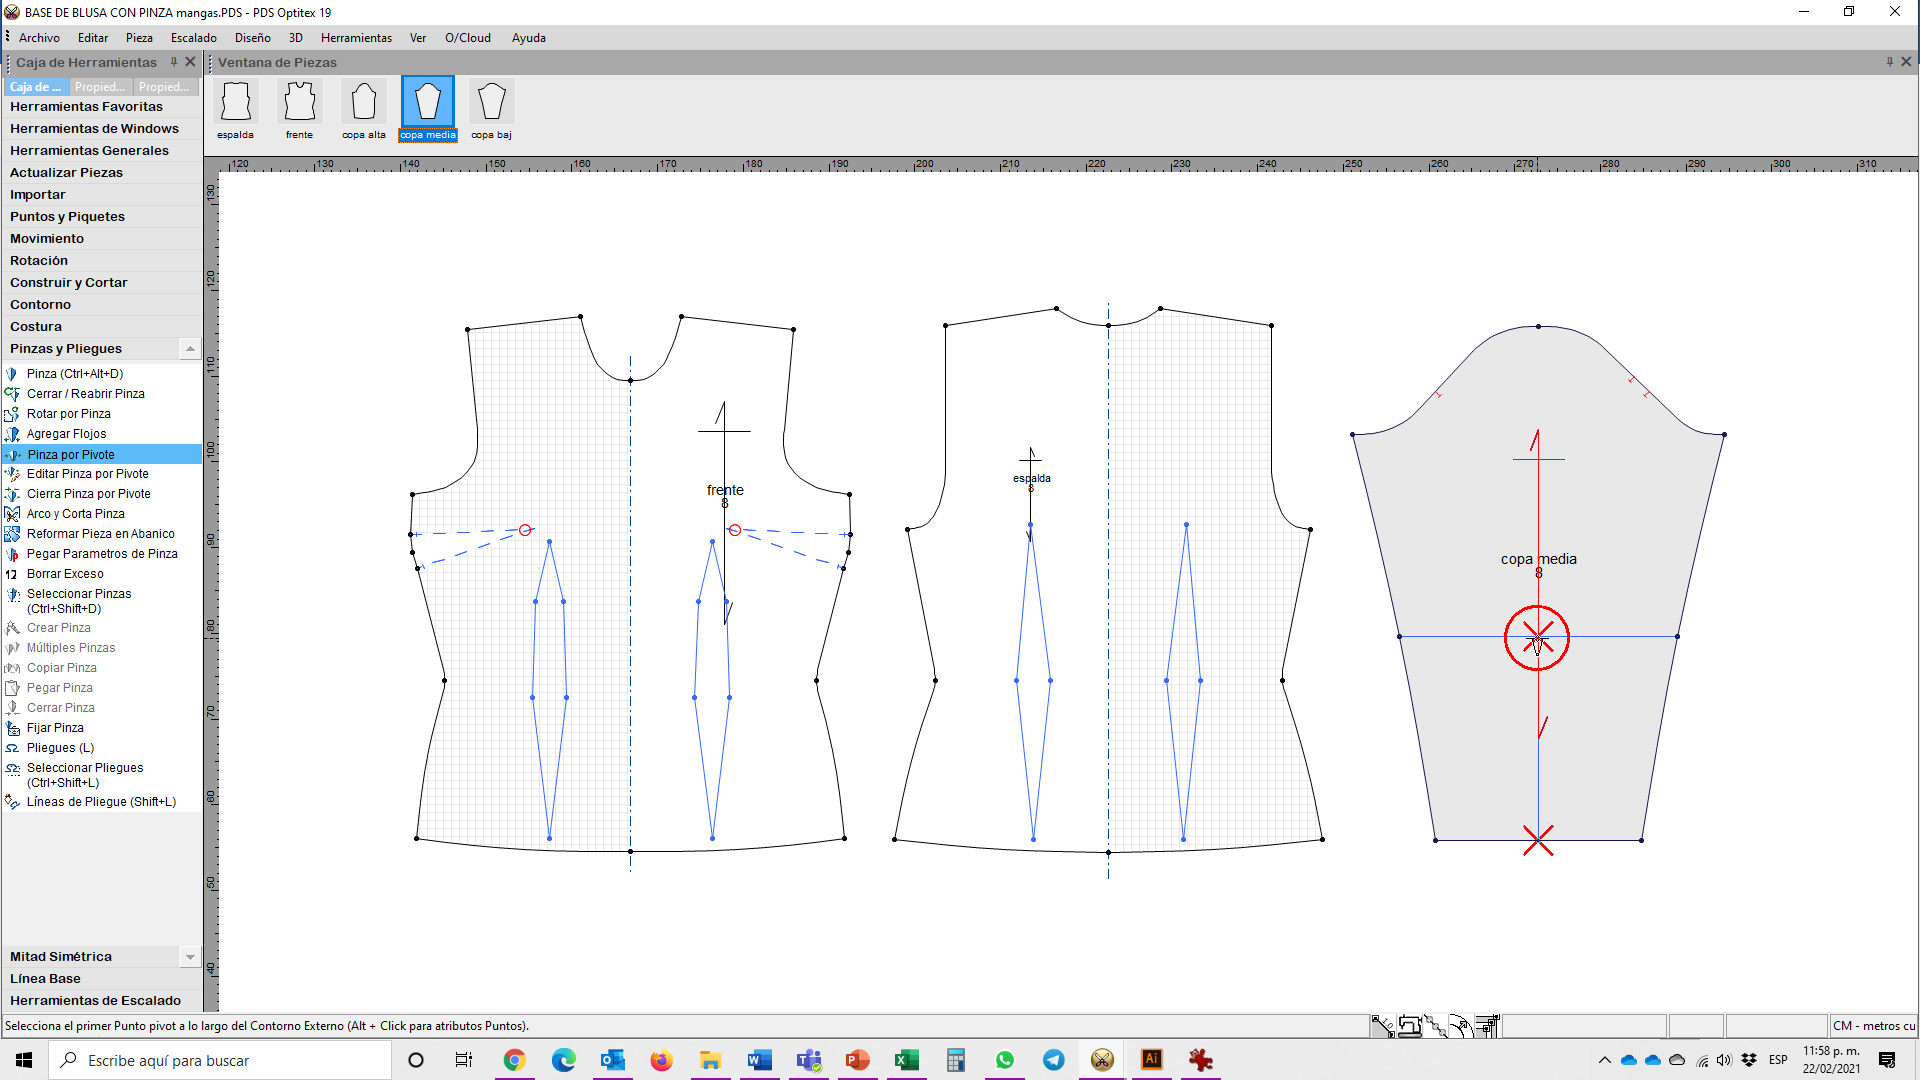 BASE DE BLUSA CON PINZA mangas.PDS - PDS Optitex 19
Archivo Editar Pieza Escalado Diseño 3D Herramientas Ver O/Cloud Ayuda
Caja de Herramientas
Ventana de Piezas
Caja de ... Propied... Propied...
Herramientas Favoritas
Herramientas de Windows
Herramientas Generales
Actualizar Piezas
Importar
Puntos y Piquetes
Movimiento
Rotación
Construir y Cortar
Contorno
Costura
Pinzas y Pliegues
Pinza (Ctrl+Alt+D)
Cerrar / Reabrir Pinza
Rotar por Pinza
Agregar Flojos
Pinza por Pivote
Editar Pinza por Pivote
Cierra Pinza por Pivote
Arco y Corta Pinza
Reformar Pieza en Abanico
Pegar Parametros de Pinza
Borrar Exceso
Seleccionar Pinzas
(Ctrl+Shift+D)
Crear Pinza
Múltiples Pinzas
Copiar Pinza
Pegar Pinza
Cerrar Pinza
Fijar Pinza
Pliegues (L)
Seleccionar Pliegues
(Ctrl+Shift+L)
Líneas de Pliegue (Shift+L)
Mitad Simétrica
Línea Base
Herramientas de Escalado
espalda frente copa alta copa media copa baj
120 130 140 150 160 170 180 190 200 210 220 230 240 250 260 270 280 290 300 310
130
120
110
100
90
80
70
60
50
40
frente
8
espalda
8
copa media
8
Selecciona el primer Punto pivot a lo largo del Contorno Externo (Alt + Click para atributos Puntos).
CM - metros cu
Escribe aquí para buscar
ESP
11:58 p. m.
22/02/2021